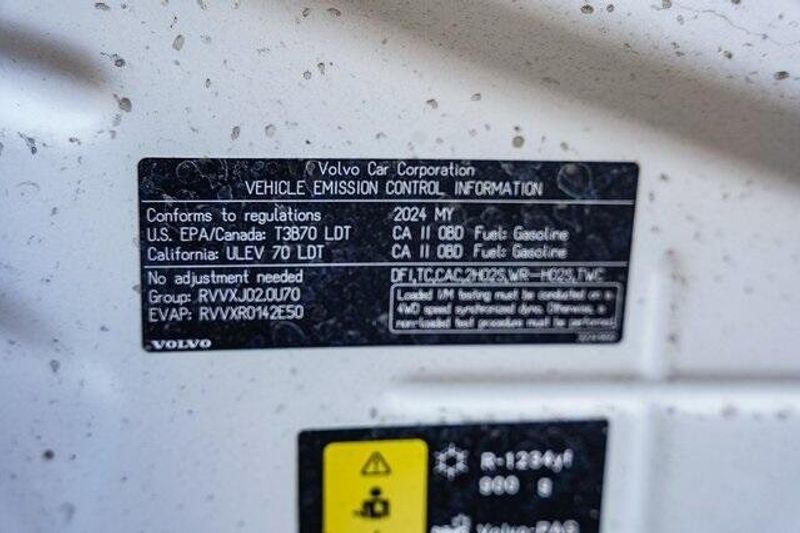 Volvo Car Corporation
VEHICLE EMISSION CONTROL INFORMATION
Conforms to regulations 2024 MY
U.S. EPA/Canada: T3B70 LDT CA II OBD Fuel: Gasoline
California: ULEV 70 LDT CA II OBD Fuel: Gasoline
No adjustment needed DFI,TC,CAC,2HO2S,WR-HO2S,TWC
Group: RVVXJ02.0U70
EVAP: RVVXR0142E50
Loaded I/M testing must be conducted on a
4WD speed synchronized dyno. Otherwise, a
non-loaded test procedure must be performed.
VOLVO
R-1234yf
g
Volvo-PAG